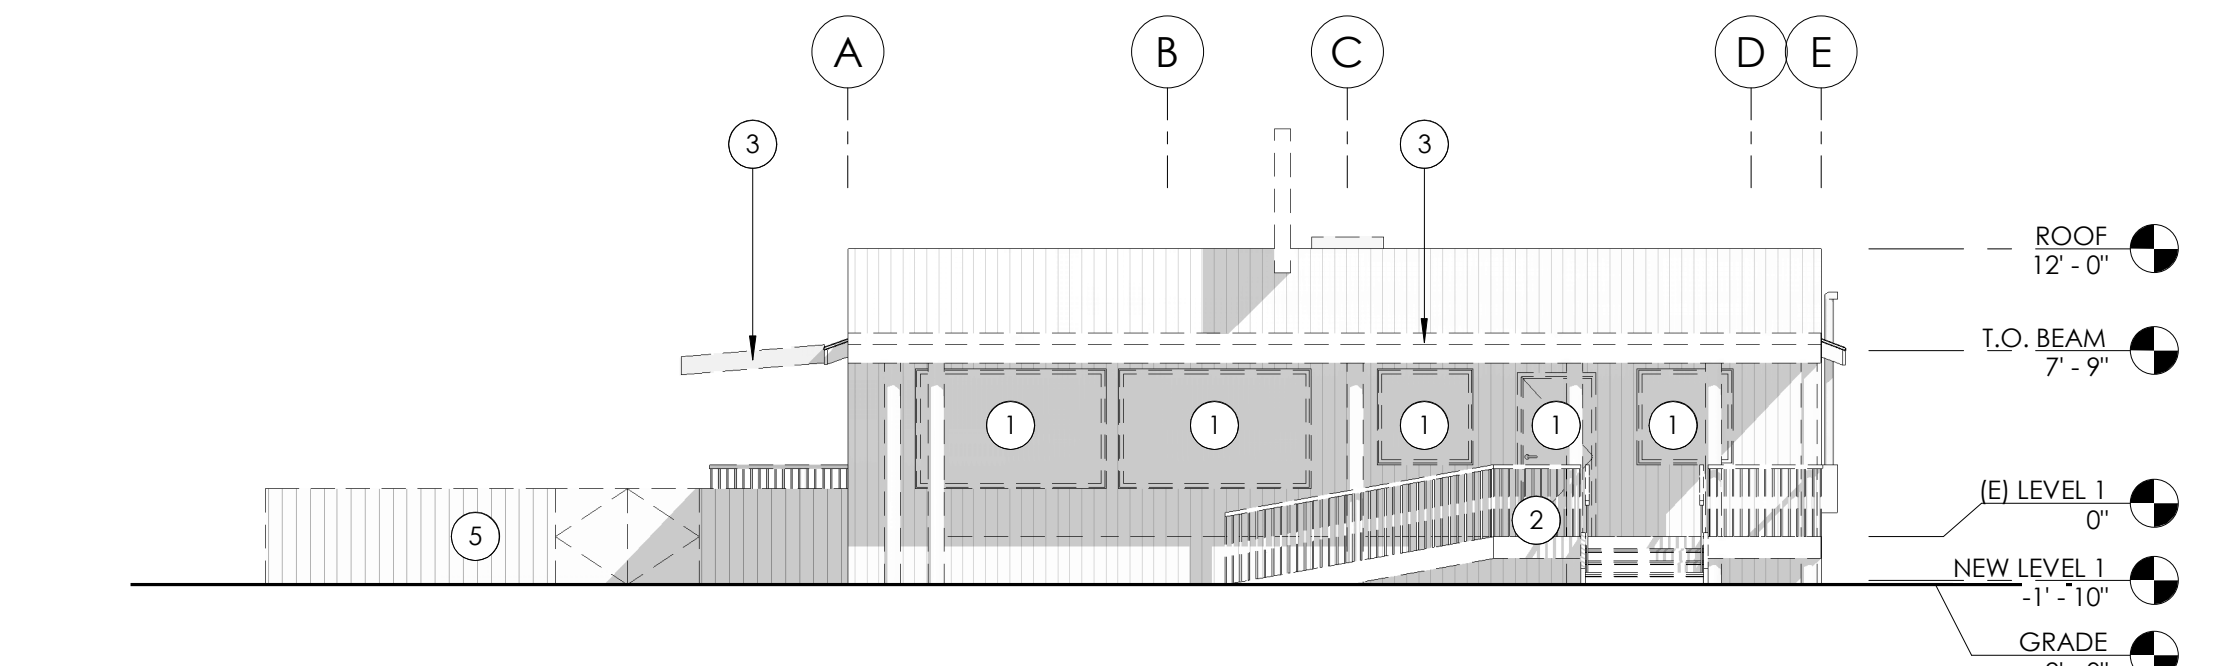 A B C D E
3 3
ROOF
12' - 0"
T.O. BEAM
7' - 9"
1 1 1 1 1
(E) LEVEL 1
0"
2
5
NEW LEVEL 1
-1' - 10"
GRADE